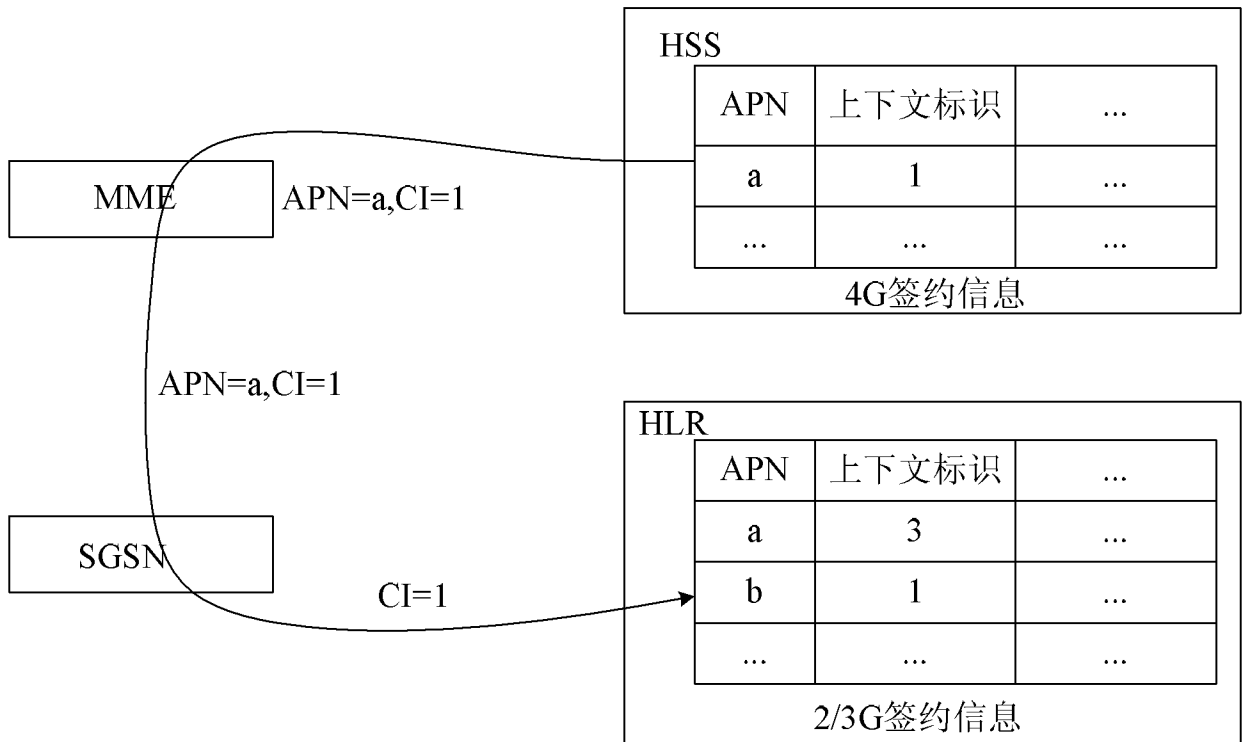 HSS
APN 上下文标识 ...
a 1 ...
... ... ...
4G签约信息
MME
APN=a,CI=1
APN=a,CI=1
HLR
APN 上下文标识 ...
a 3 ...
b 1 ...
... ... ...
2/3G签约信息
SGSN
CI=1